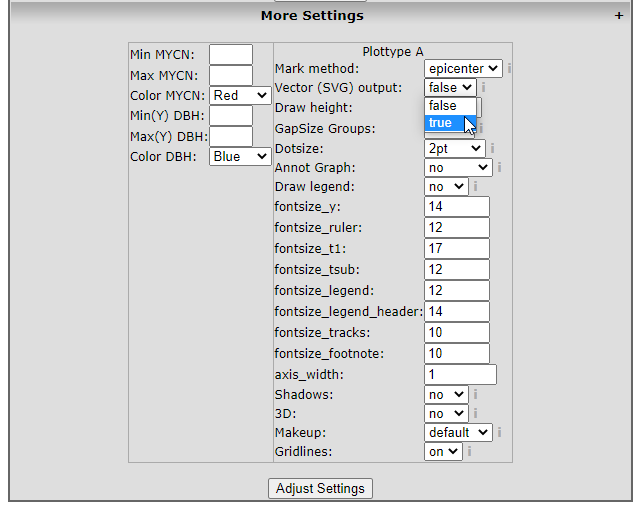 More Settings +
Min MYCN:
Max MYCN:
Color MYCN: Red
Min(Y) DBH:
Max(Y) DBH:
Color DBH: Blue
Plottype A
Mark method: epicenter i
Vector (SVG) output: false i
false
true
Draw height:
GapSize Groups: i
Dotsize: 2pt i
Annot Graph: no i
Draw legend: no i
fontsize_y: 14
fontsize_ruler: 12
fontsize_t1: 17
fontsize_tsub: 12
fontsize_legend: 12
fontsize_legend_header: 14
fontsize_tracks: 10
fontsize_footnote: 10
axis_width: 1
Shadows: no i
3D: no i
Makeup: default i
Gridlines: on i
Adjust Settings